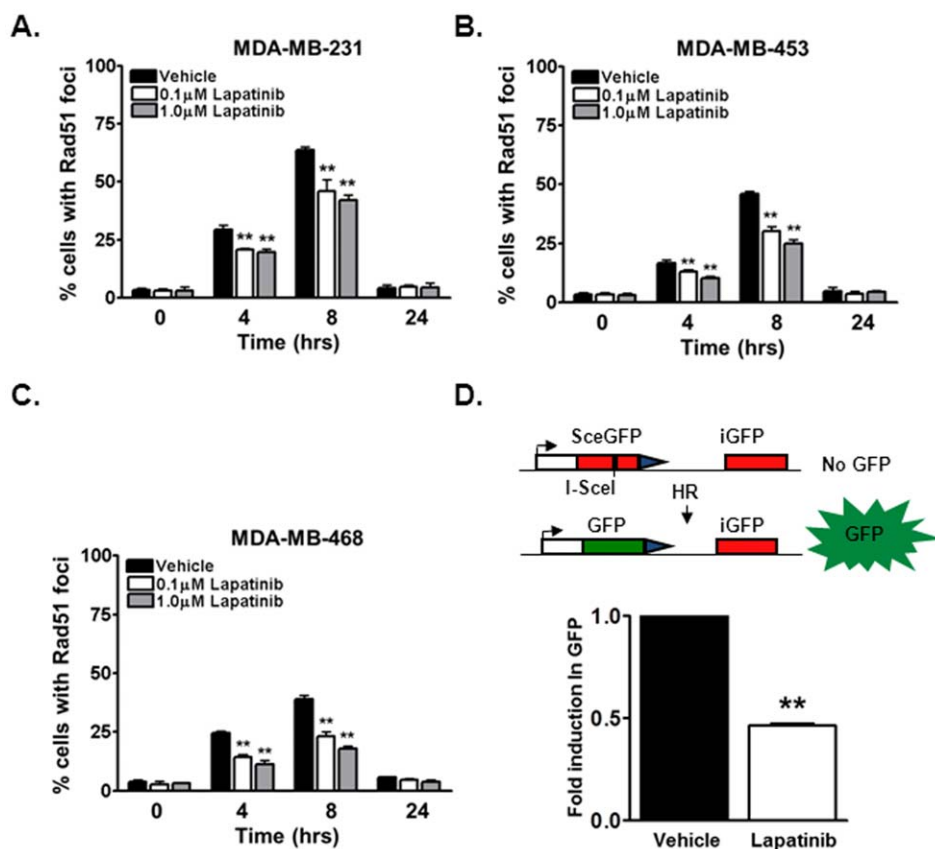 A.
MDA-MB-231
% cells with Rad51 foci
100
75
50
25
0
Vehicle
0.1μM Lapatinib
1.0μM Lapatinib
** **
** **
0 4 8 24
Time (hrs)
B.
MDA-MB-453
% cells with Rad51 foci
100
75
50
25
0
Vehicle
0.1μM Lapatinib
1.0μM Lapatinib
** **
** **
0 4 8 24
Time (hrs)
C.
MDA-MB-468
% cells with Rad51 foci
100
75
50
25
0
Vehicle
0.1μM Lapatinib
1.0μM Lapatinib
** **
** **
0 4 8 24
Time (hrs)
D.
SceGFP iGFP
No GFP
I-SceI HR
GFP iGFP
GFP
Fold induction In GFP
1.0
0.5
0.0
**
Vehicle Lapatinib